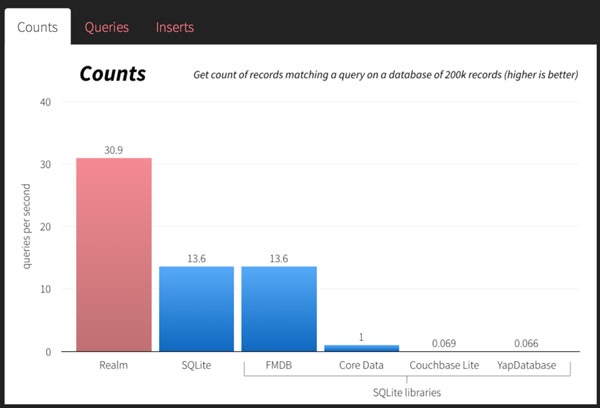 Counts Queries Inserts
Counts
Get count of records matching a query on a database of 200k records (higher is better)
queries per second
40
30
20
10
0
30.9
13.6
13.6
1
0.069
0.066
Realm SQLite FMDB Core Data Couchbase Lite YapDatabase
SQLite libraries